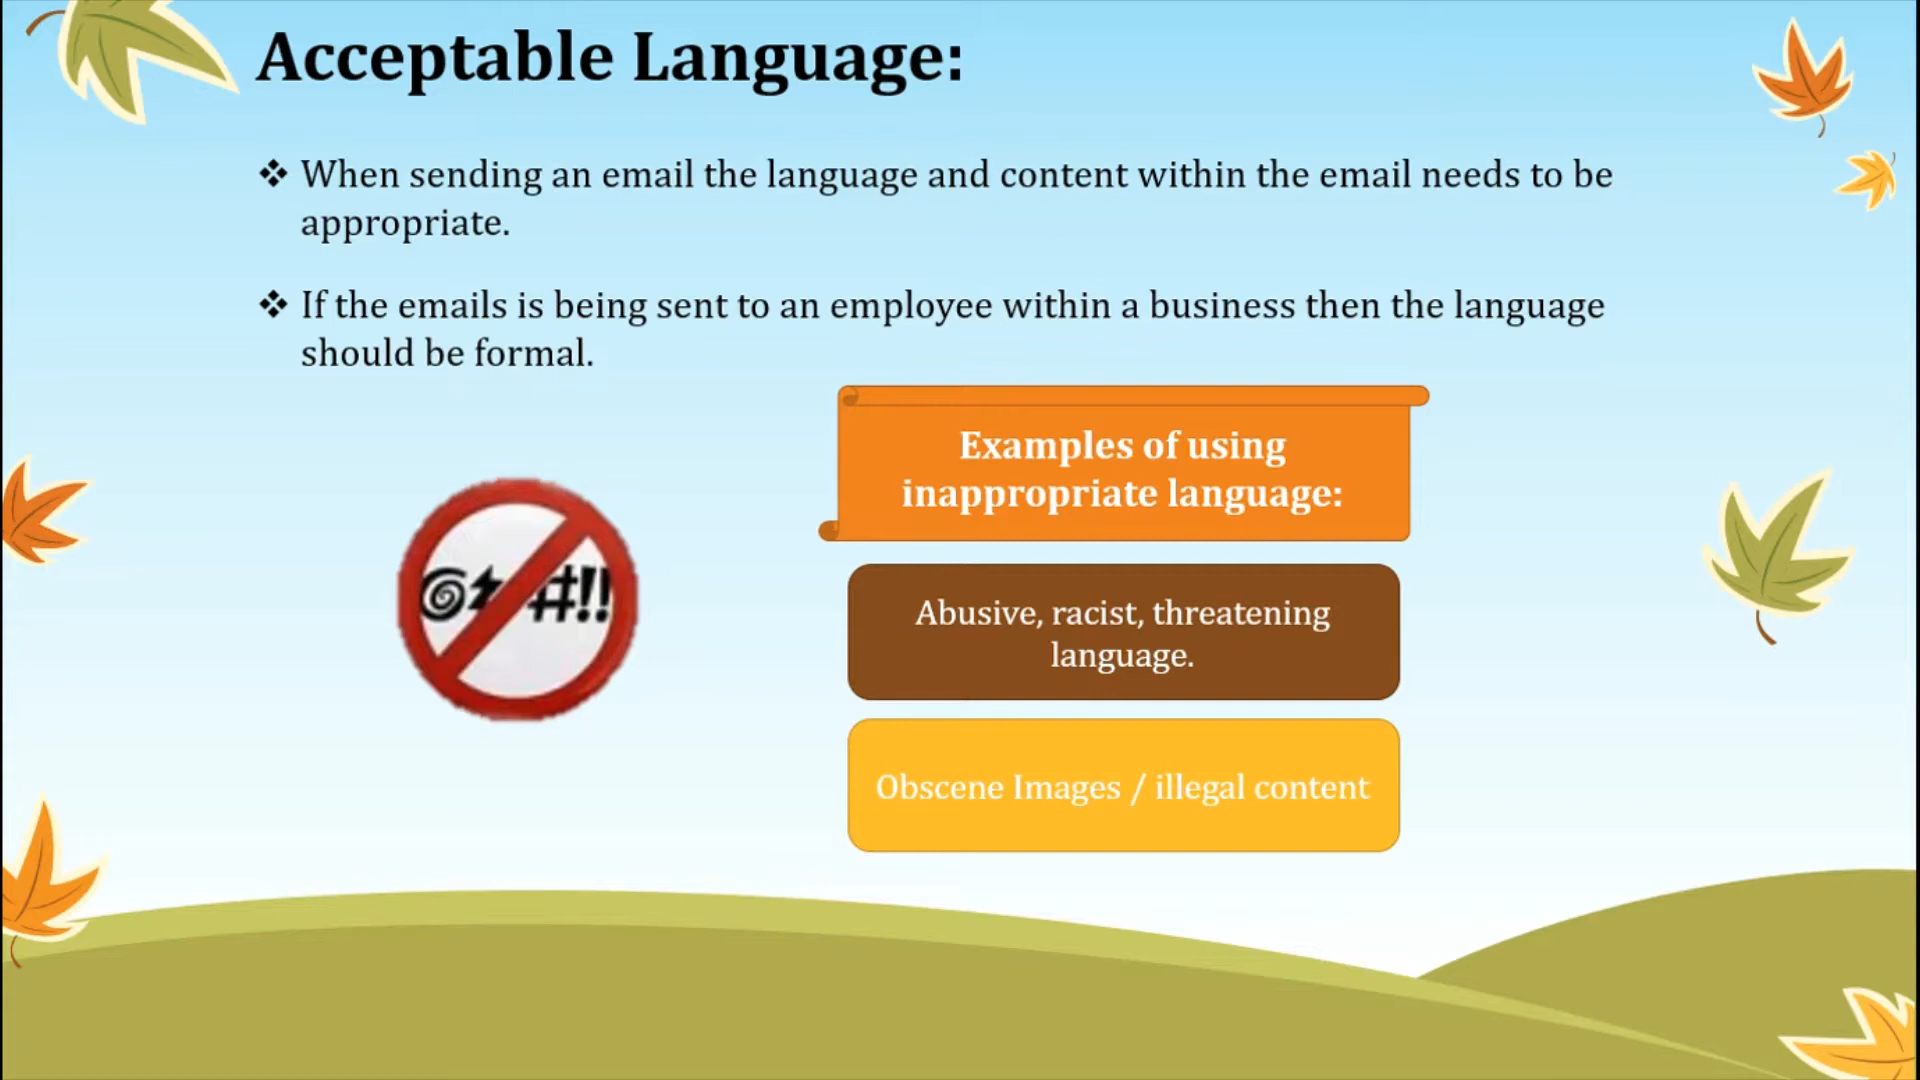 Acceptable Language:
❖ When sending an email the language and content within the email needs to be
appropriate.
❖ If the emails is being sent to an employee within a business then the language
should be formal.
Examples of using
inappropriate language:
@ #!!
Abusive, racist, threatening
language.
Obscene Images / illegal content